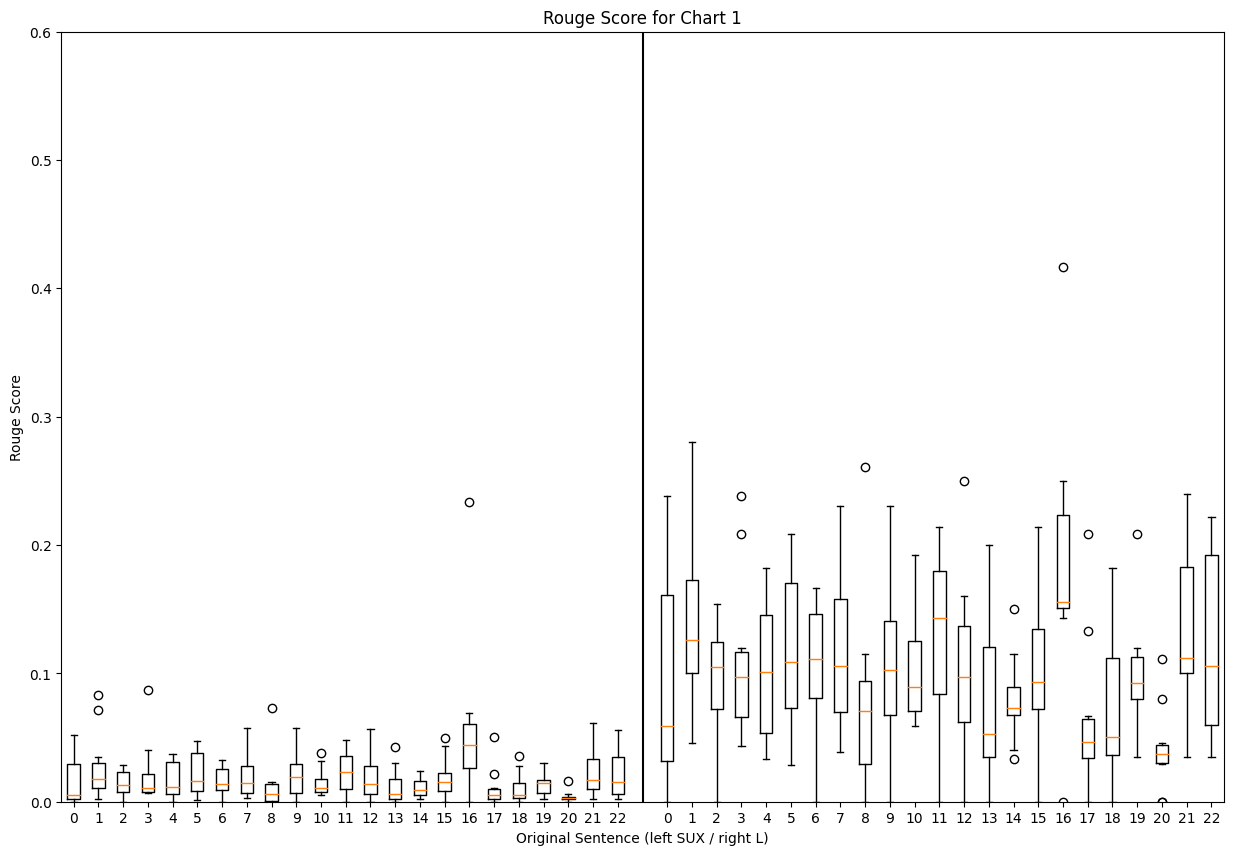 Rouge Score for Chart 1
0.6
0.5
0.4
0.3
0.2
0.1
0.0
Rouge Score
0 1 2 3 4 5 6 7 8 9 10 11 12 13 14 15 16 17 18 19 20 21 22 0 1 2 3 4 5 6 7 8 9 10 11 12 13 14 15 16 17 18 19 20 21 22
Original Sentence (left SUX / right L)